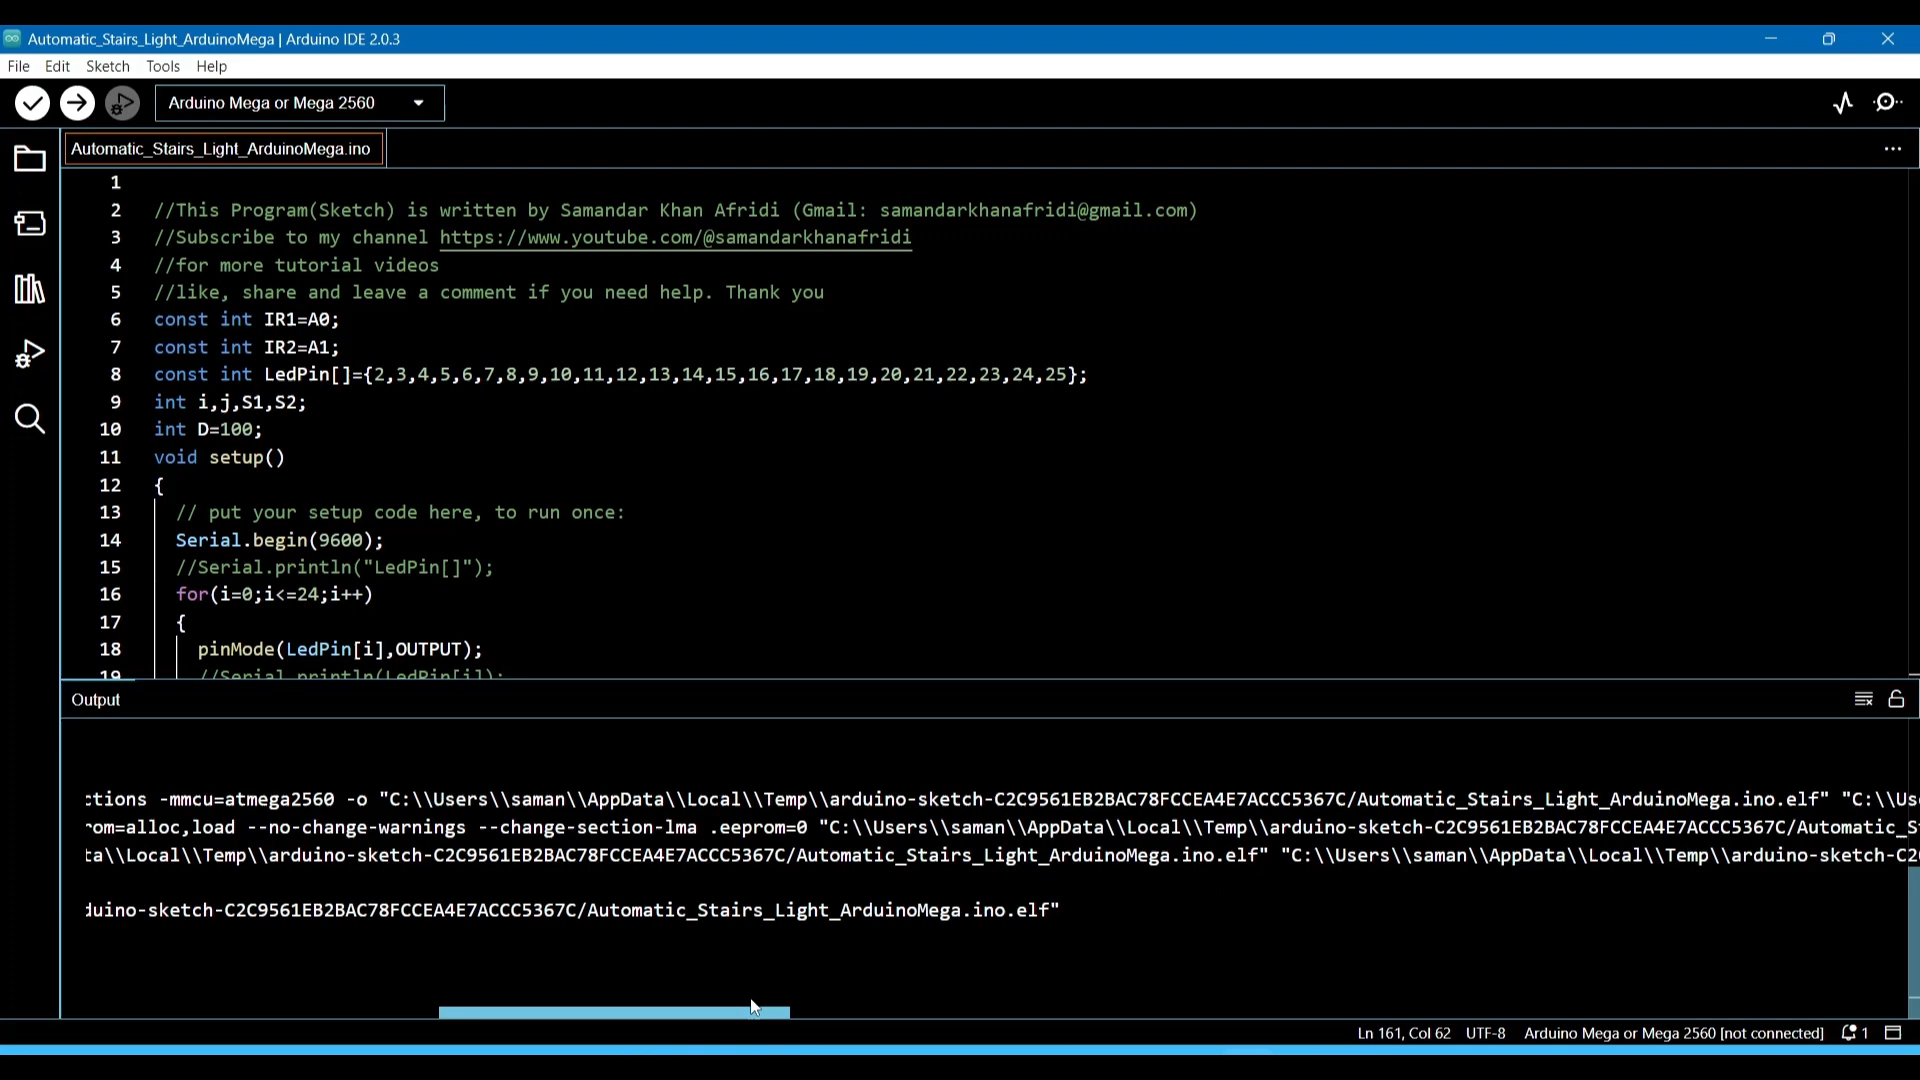 Automatic_Stairs_Light_ArduinoMega | Arduino IDE 2.0.3
File Edit Sketch Tools Help
Arduino Mega or Mega 2560
Automatic_Stairs_Light_ArduinoMega.ino
1
2 //This Program(Sketch) is written by Samandar Khan Afridi (Gmail: samandarkhanafridi@gmail.com)
3 //Subscribe to my channel https://www.youtube.com/@samandarkhanafridi
4 //for more tutorial videos
5 //like, share and leave a comment if you need help. Thank you
6 const int IR1=A0;
7 const int IR2=A1;
8 const int LedPin[]={2,3,4,5,6,7,8,9,10,11,12,13,14,15,16,17,18,19,20,21,22,23,24,25};
9 int i,j,S1,S2;
10 int D=100;
11 void setup()
12 {
13 // put your setup code here, to run once:
14 Serial.begin(9600);
15 //Serial.println("LedPin[]");
16 for(i=0;i<=24;i++)
17 {
18 pinMode(LedPin[i],OUTPUT);
19 //Serial.println(LedPin[i]);
Output
ctions -mmcu=atmega2560 -o "C:\\Users\\saman\\AppData\\Local\\Temp\\arduino-sketch-C2C9561EB2BAC78FCCEA4E7ACCC5367C/Automatic_Stairs_Light_ArduinoMega.ino.elf" "C:\\Us
rom=alloc,load --no-change-warnings --change-section-lma .eeprom=0 "C:\\Users\\saman\\AppData\\Local\\Temp\\arduino-sketch-C2C9561EB2BAC78FCCEA4E7ACCC5367C/Automatic_S
ta\\Local\\Temp\\arduino-sketch-C2C9561EB2BAC78FCCEA4E7ACCC5367C/Automatic_Stairs_Light_ArduinoMega.ino.elf" "C:\\Users\\saman\\AppData\\Local\\Temp\\arduino-sketch-C2
duino-sketch-C2C9561EB2BAC78FCCEA4E7ACCC5367C/Automatic_Stairs_Light_ArduinoMega.ino.elf"
Ln 161, Col 62 UTF-8 Arduino Mega or Mega 2560 [not connected] 1